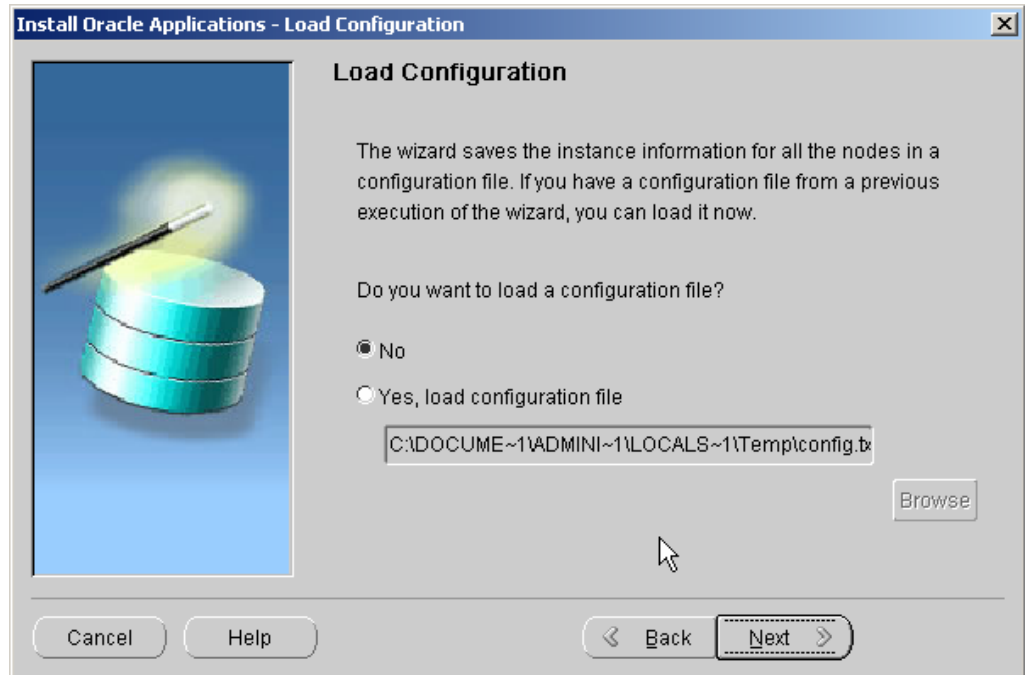 Install Oracle Applications - Load Configuration
Load Configuration
The wizard saves the instance information for all the nodes in a
configuration file. If you have a configuration file from a previous
execution of the wizard, you can load it now.
Do you want to load a configuration file?
No
Yes, load configuration file
C:\DOCUME~1\ADMINI~1\LOCALS~1\Temp\config.tx
Browse
Cancel Help Back Next